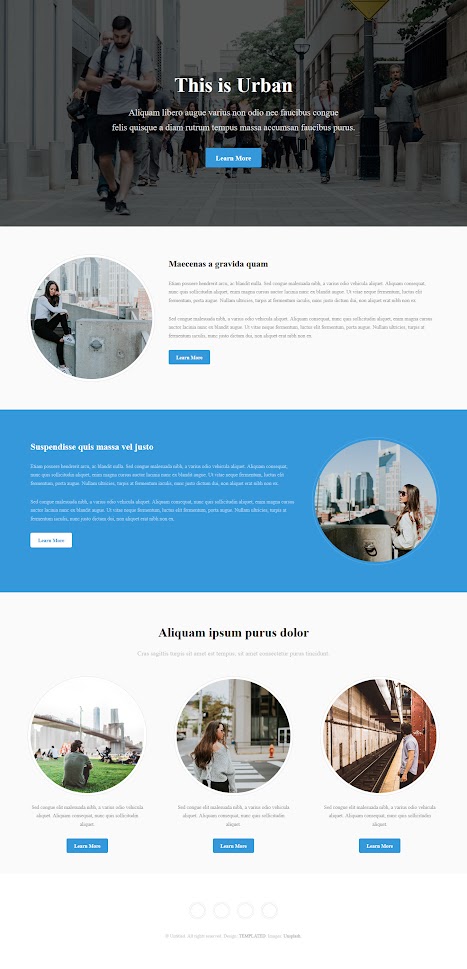 This is Urban
Aliquam libero augue varius non odio nec faucibus congue
felis quisque a diam rutrum tempus massa accumsan faucibus purus.
Learn More
Maecenas a gravida quam
Etiam posuere hendrerit arcu, ac blandit nulla. Sed congue malesuada nibh, a varius odio vehicula aliquet. Aliquam consequat,
nunc quis sollicitudin aliquet, enim magna cursus auctor lacinia nunc ex blandit augue. Ut vitae neque fermentum, luctus elit
fermentum, porta augue. Nullam ultricies, turpis at fermentum iaculis, nunc justo dictum dui, non aliquet erat nibh non ex.
Sed congue malesuada nibh, a varius odio vehicula aliquet. Aliquam consequat, nunc quis sollicitudin aliquet, enim magna cursus
auctor lacinia nunc ex blandit augue. Ut vitae neque fermentum, luctus elit fermentum, porta augue. Nullam ultricies, turpis at
fermentum iaculis, nunc justo dictum dui, non aliquet erat nibh non ex.
Learn More
Suspendisse quis massa vel justo
Etiam posuere hendrerit arcu, ac blandit nulla. Sed congue malesuada nibh, a varius odio vehicula aliquet. Aliquam consequat,
nunc quis sollicitudin aliquet, enim magna cursus auctor lacinia nunc ex blandit augue. Ut vitae neque fermentum, luctus elit
fermentum, porta augue. Nullam ultricies, turpis at fermentum iaculis, nunc justo dictum dui, non aliquet erat nibh non ex.
Sed congue malesuada nibh, a varius odio vehicula aliquet. Aliquam consequat, nunc quis sollicitudin aliquet, enim magna cursus
auctor lacinia nunc ex blandit augue. Ut vitae neque fermentum, luctus elit fermentum, porta augue. Nullam ultricies, turpis at
fermentum iaculis, nunc justo dictum dui, non aliquet erat nibh non ex.
Learn More
Aliquam ipsum purus dolor
Cras sagittis turpis sit amet est tempus, sit amet consectetur purus tincidunt.
Sed congue elit malesuada nibh, a varius odio vehicula
aliquet. Aliquam consequat, nunc quis sollicitudin
aliquet.
Learn More
Sed congue elit malesuada nibh, a varius odio vehicula
aliquet. Aliquam consequat, nunc quis sollicitudin
aliquet.
Learn More
Sed congue elit malesuada nibh, a varius odio vehicula
aliquet. Aliquam consequat, nunc quis sollicitudin
aliquet.
Learn More
© Untitled. All rights reserved. Design: TEMPLATED. Images: Unsplash.